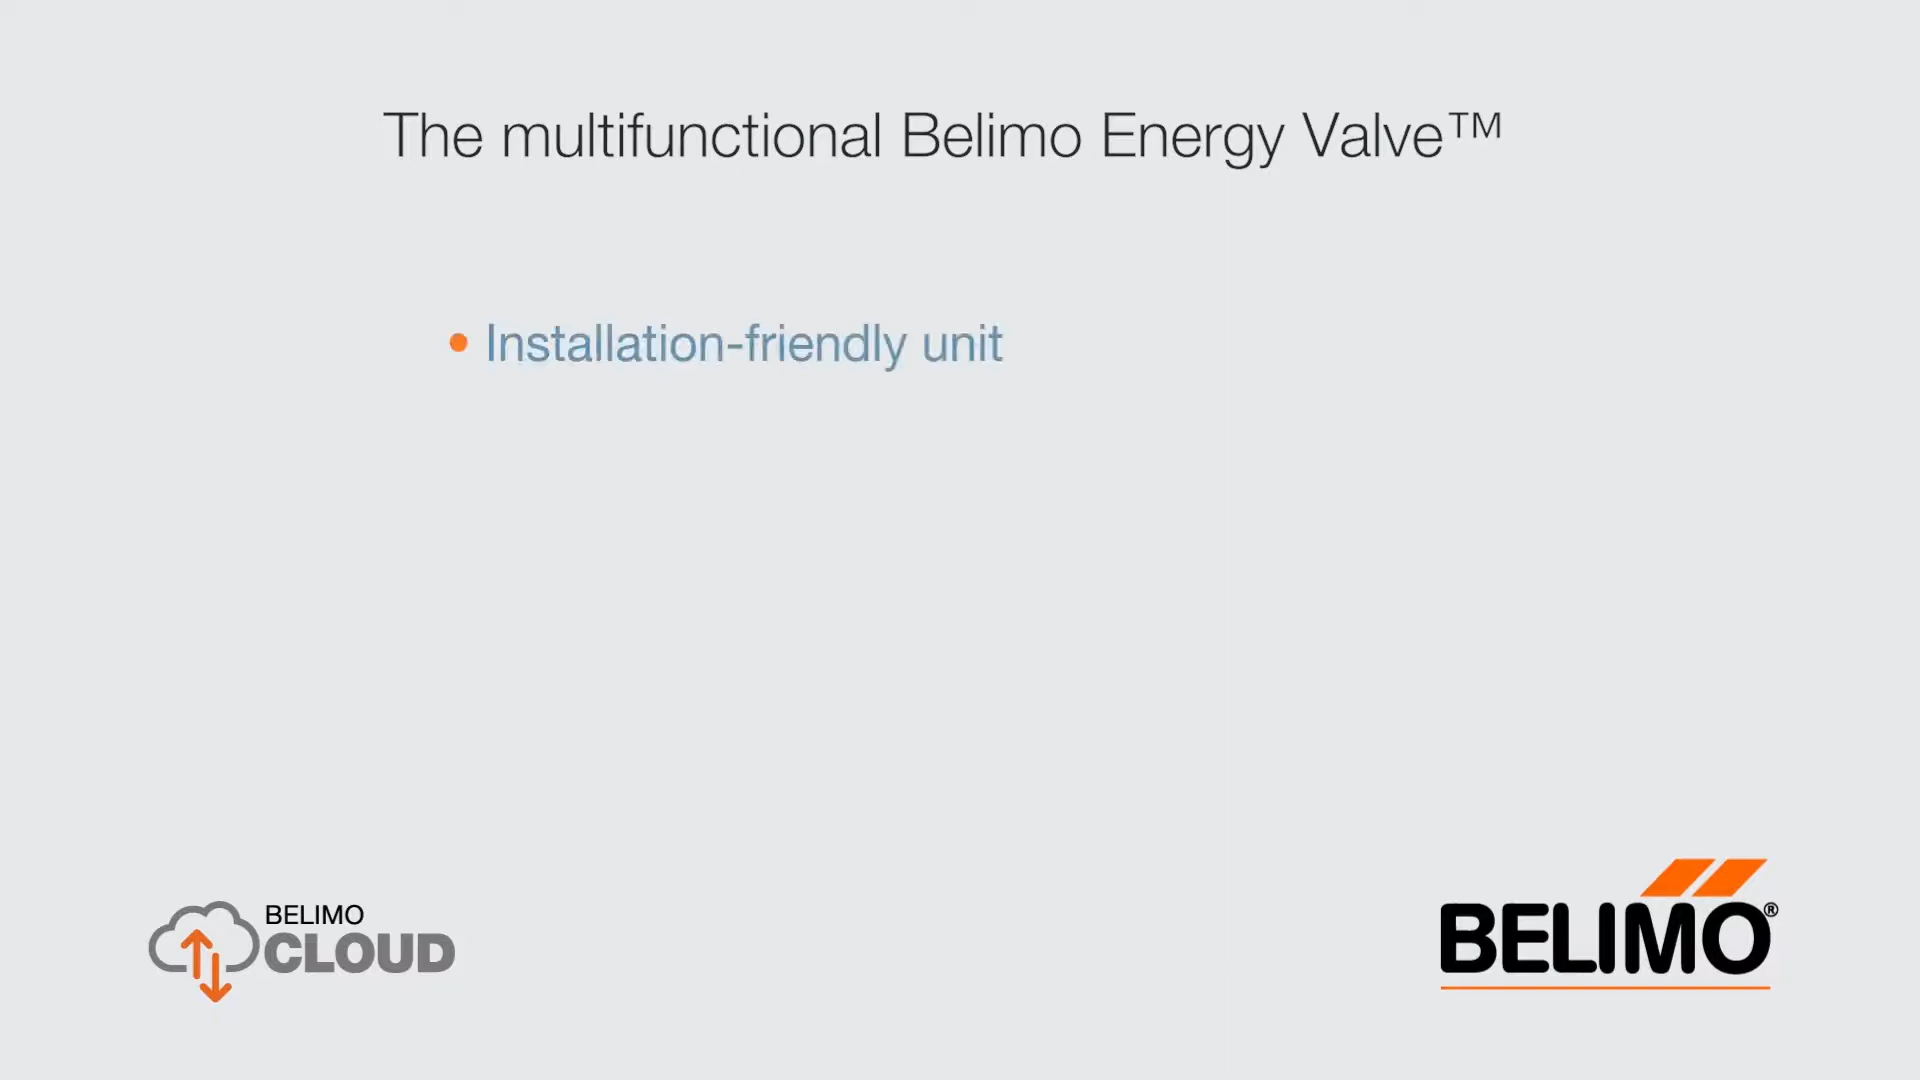 The multifunctional Belimo Energy Valve™
• Installation-friendly unit
BELIMO
CLOUD
BELIMO®